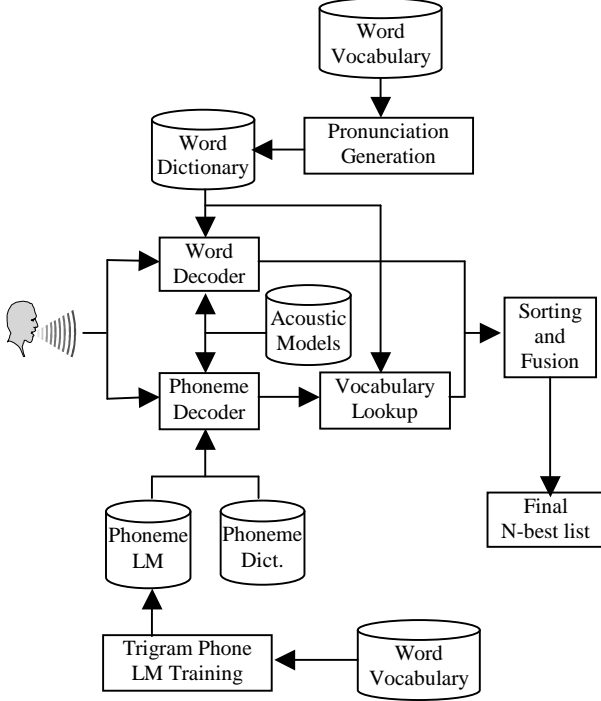 Word
Vocabulary
Pronunciation
Generation
Word
Dictionary
Word
Decoder
Acoustic
Models
Sorting
and
Fusion
Phoneme
Decoder
Vocabulary
Lookup
Final
N-best list
Phoneme
LM
Phoneme
Dict.
Trigram Phone
LM Training
Word
Vocabulary